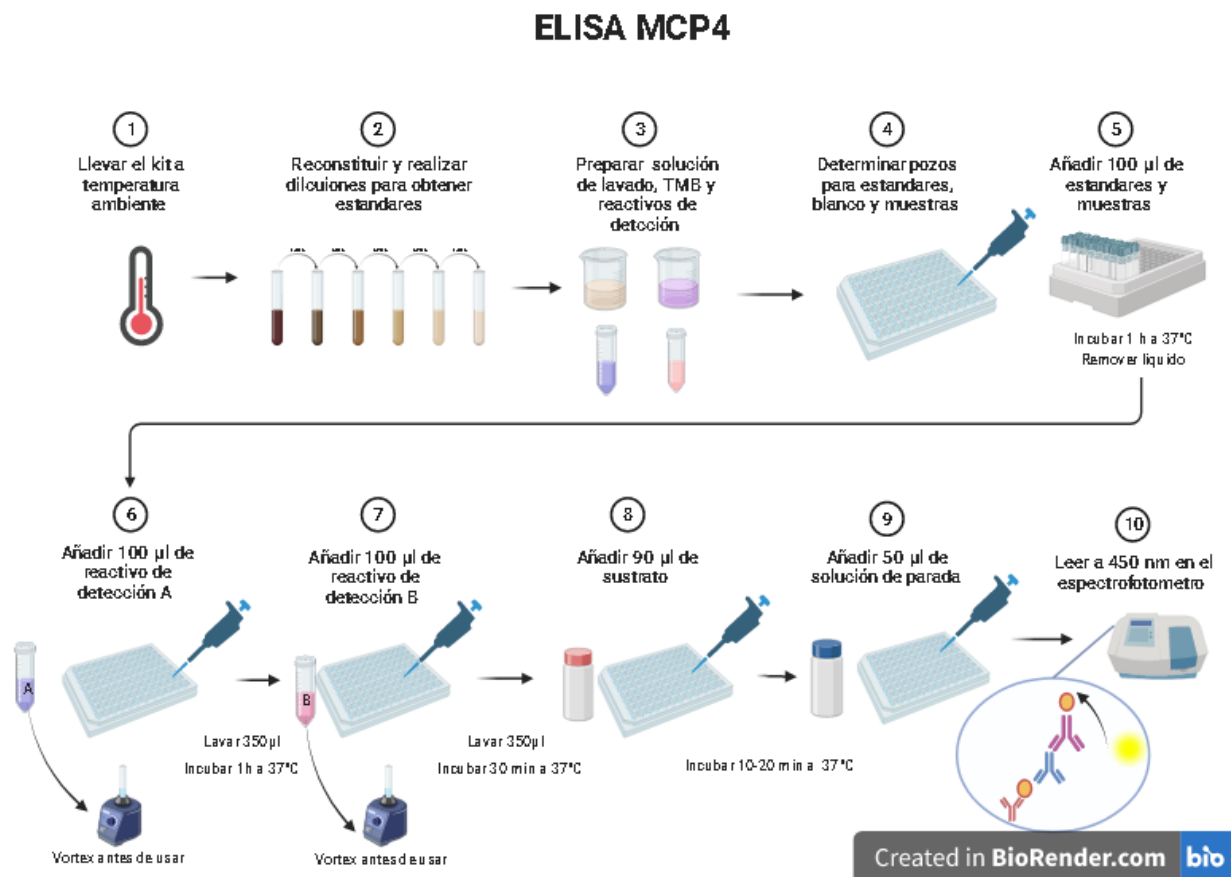 ELISA MCP4
1
Llevar el kit a
temperatura
ambiente
2
Reconstituir y realizar
dilcuiones para obtener
estandares
3
Preparar solución
de lavado, TMB y
reactivos de
detcción
4
Determinar pozos
para estandares,
blanco y muestras
5
Añadir 100 µl de
estandares y
muestras
Incubar 1 h a 37°C
Remover liquido
6
Añadir 100 µl de
reactivo de
detección A
A
Vortex antes de usar
Lavar 350µl
Incubar 1h a 37°C
7
Añadir 100 µl de
reactivo de
detección B
B
Vortex antes de usar
Lavar 350µl
Incubar 30 min a 37°C
8
Añadir 90 µl de
sustrato
Incubar 10-20 min a 37°C
9
Añadir 50 µl de
solución de parada
10
Leer a 450 nm en el
espectrofotometro
Created in BioRender.com bio